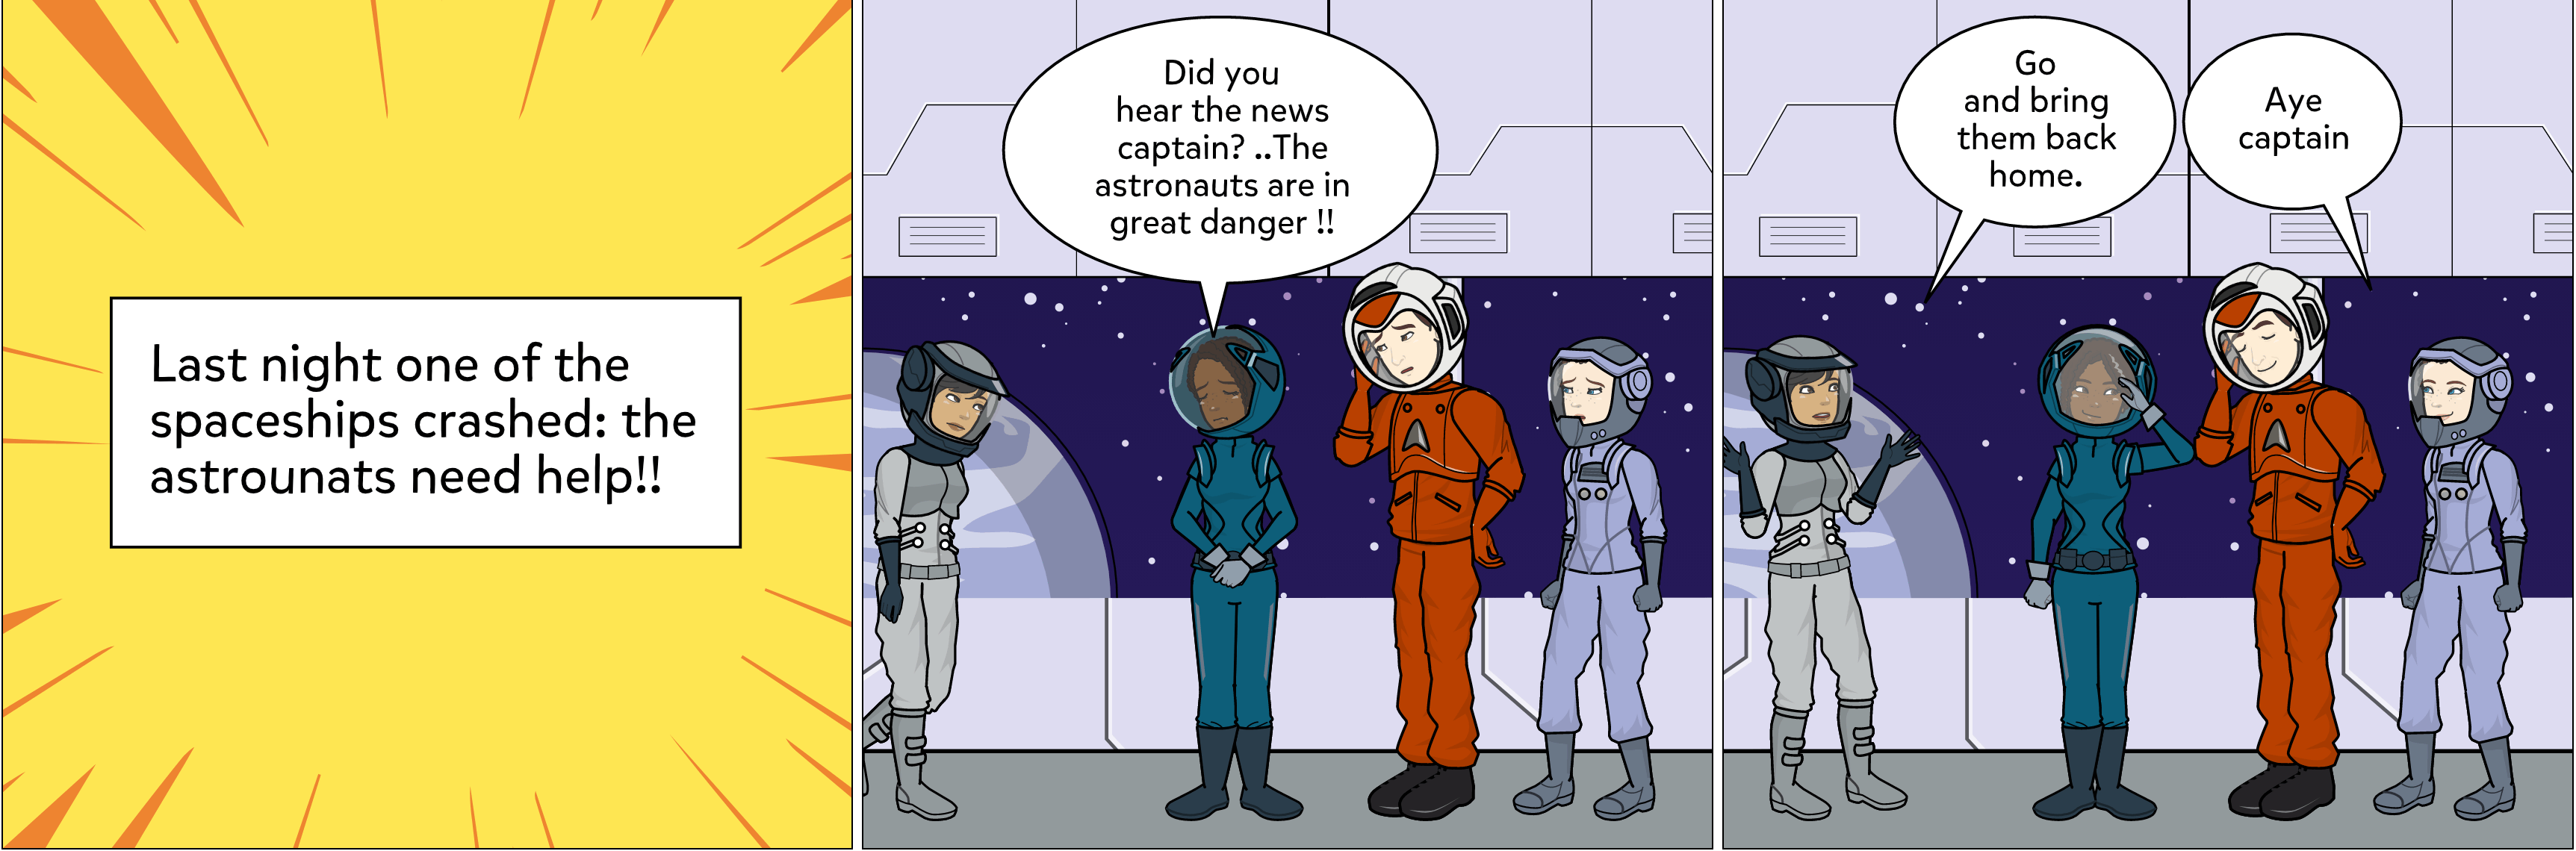 Last night one of the
spaceships crashed: the
astrounats need help!!
Did you
hear the news
captain? ..The
astronauts are in
great danger !!
Go
and bring
them back
home.
Aye
captain